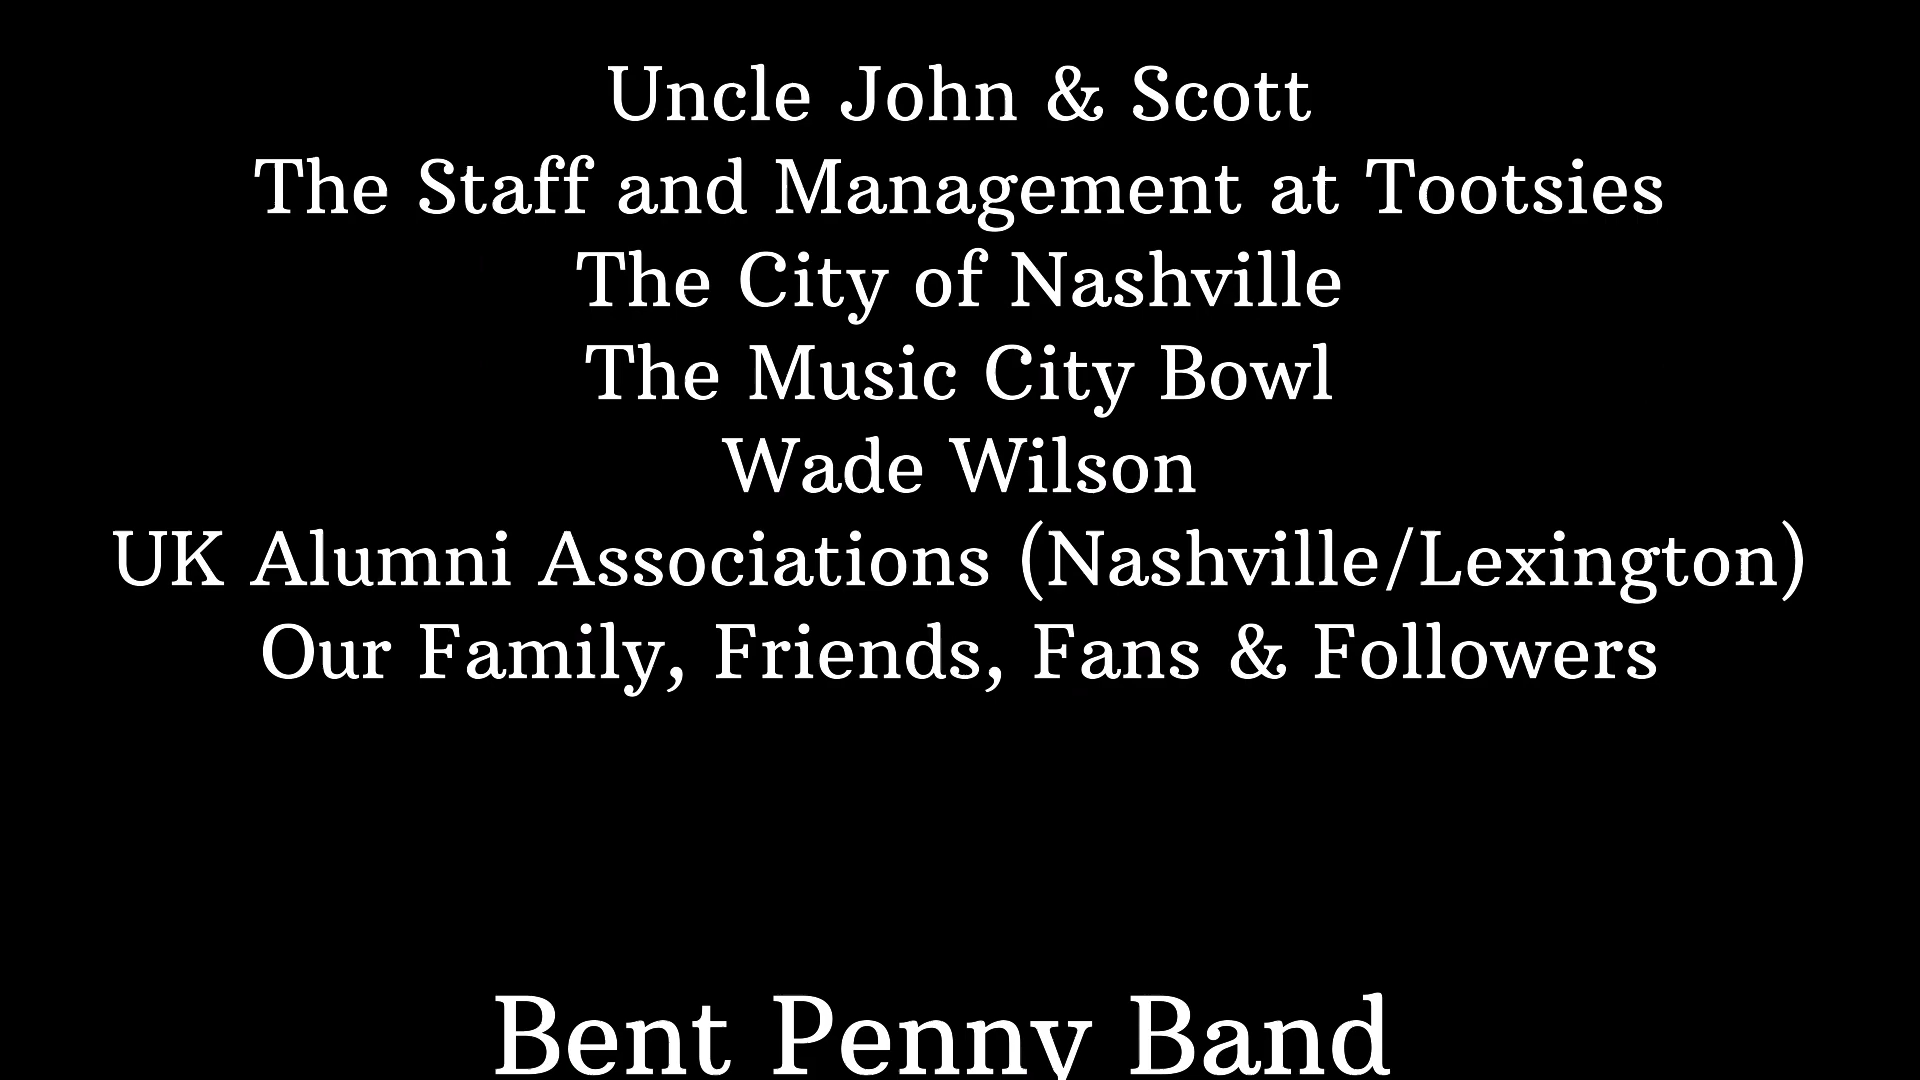 Uncle John & Scott
The Staff and Management at Tootsies
The City of Nashville
The Music City Bowl
Wade Wilson
UK Alumni Associations (Nashville/Lexington)
Our Family, Friends, Fans & Followers
Bent Penny Band